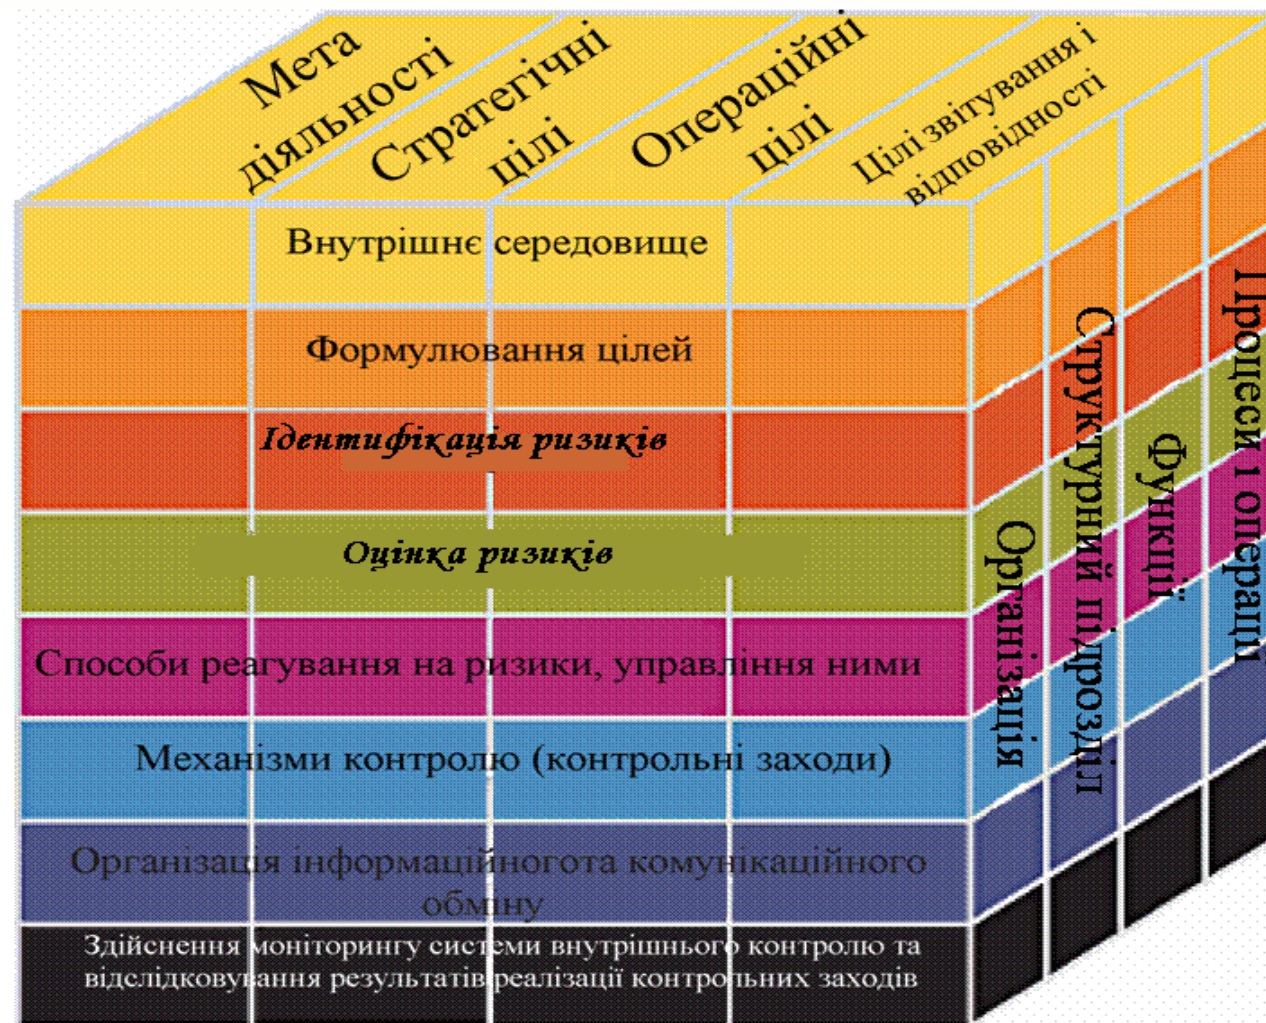 Мета
діяльності
Стратегічні
цілі
Операційні
цілі
Цілі звітування і
відповідності
Внутрішнє середовище
Формулювання цілей
Ідентифікація ризиків
Оцінка ризиків
Способи реагування на ризики, управління ними
Механізми контролю (контрольні заходи)
Організація інформаційногота комунікаційного
обміну
Здійснення моніторингу системи внутрішнього контролю та
відслідковування результатів реалізації контрольних заходів
Організація
Структурний підрозділ
Функції
Процеси і операції